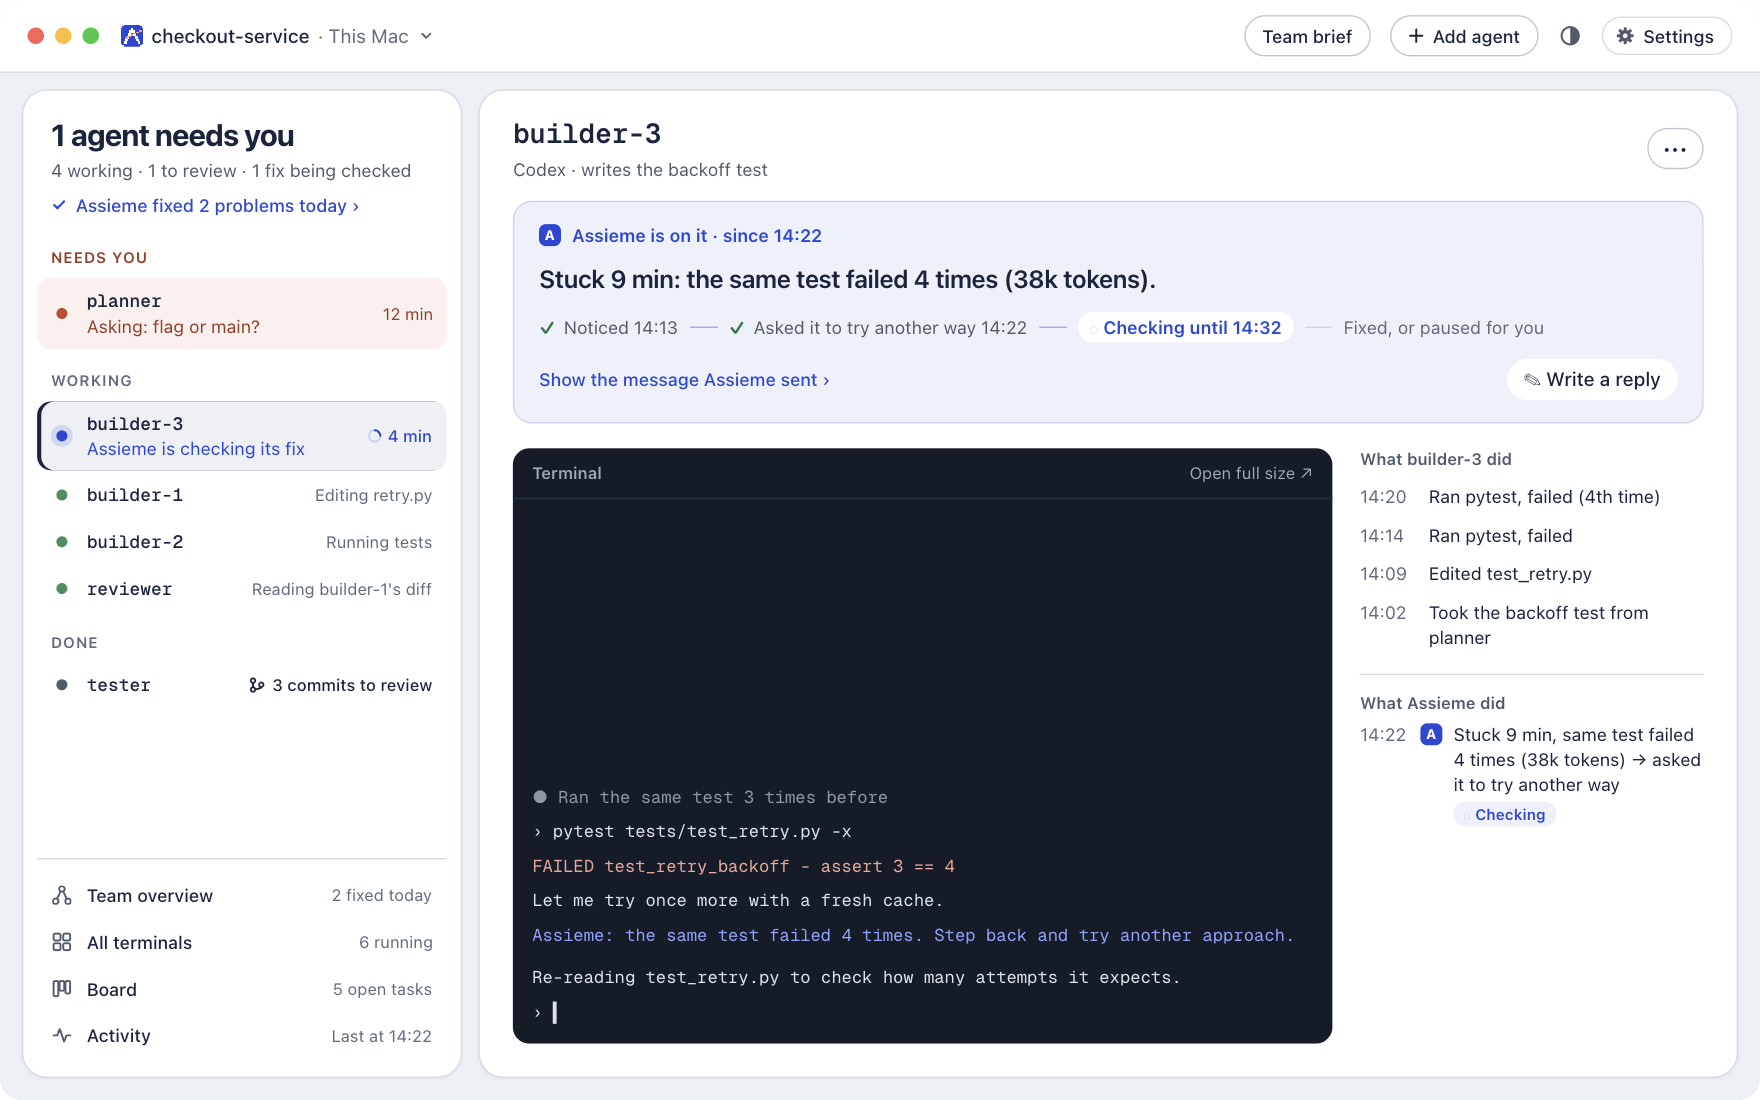 checkout-service · This Mac
Team brief
+ Add agent
Settings
1 agent needs you
4 working · 1 to review · 1 fix being checked
✓ Assieme fixed 2 problems today ›
NEEDS YOU
planner
Asking: flag or main?
12 min
WORKING
builder-3
Assieme is checking its fix
4 min
builder-1
Editing retry.py
builder-2
Running tests
reviewer
Reading builder-1's diff
DONE
tester
3 commits to review
Team overview
2 fixed today
All terminals
6 running
Board
5 open tasks
Activity
Last at 14:22
builder-3
Codex · writes the backoff test
···
A Assieme is on it · since 14:22
Stuck 9 min: the same test failed 4 times (38k tokens).
✓ Noticed 14:13 — ✓ Asked it to try another way 14:22 — Checking until 14:32 — Fixed, or paused for you
Show the message Assieme sent ›
✎ Write a reply
Terminal
Open full size ↗
● Ran the same test 3 times before
› pytest tests/test_retry.py -x
FAILED test_retry_backoff - assert 3 == 4
Let me try once more with a fresh cache.
Assieme: the same test failed 4 times. Step back and try another approach.
Re-reading test_retry.py to check how many attempts it expects.
›
What builder-3 did
14:20 Ran pytest, failed (4th time)
14:14 Ran pytest, failed
14:09 Edited test_retry.py
14:02 Took the backoff test from
planner
What Assieme did
14:22 A Stuck 9 min, same test failed
4 times (38k tokens) → asked
it to try another way
Checking